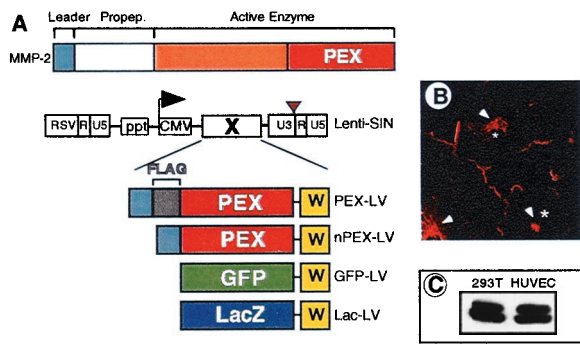 A
Leader Propep. Active Enzyme
MMP-2 PEX
RSV R U5 ppt CMV X U3 R U5 Lenti-SIN
FLAG
PEX W PEX-LV
PEX W nPEX-LV
GFP W GFP-LV
LacZ W Lac-LV
B
*
*
C
293T HUVEC